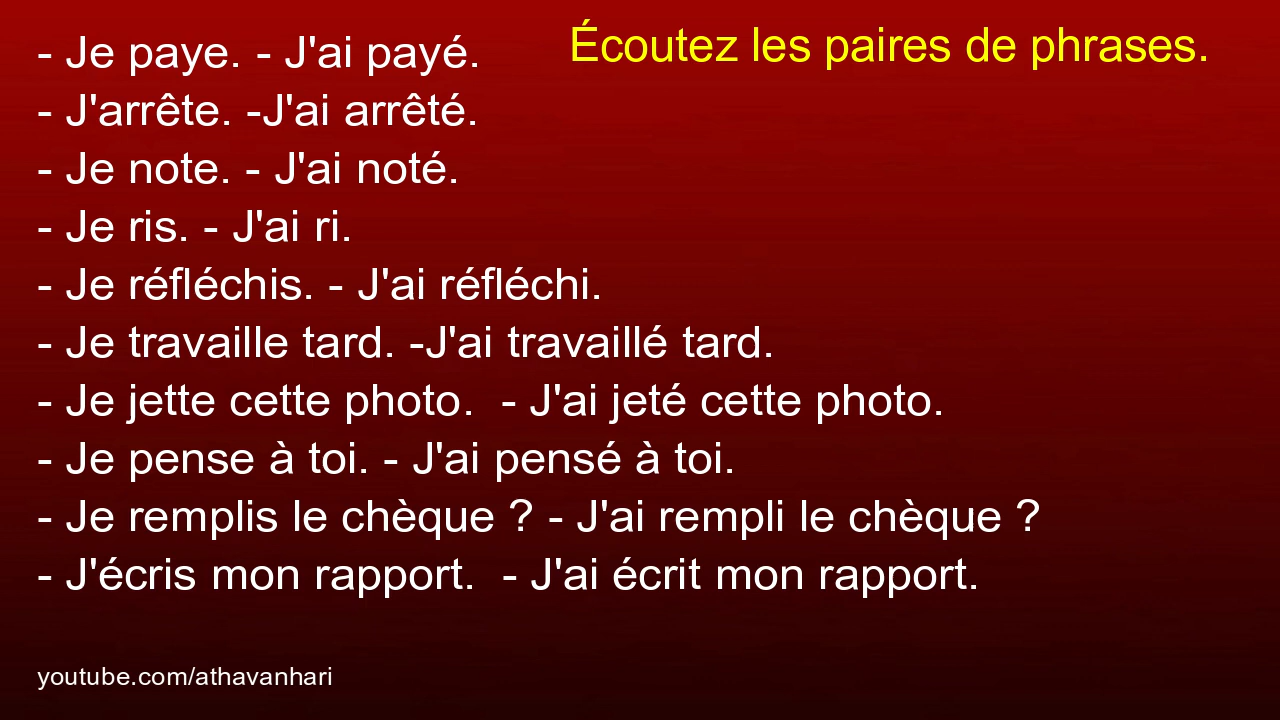 Écoutez les paires de phrases.
- Je paye. - J'ai payé.
- J'arrête. -J'ai arrêté.
- Je note. - J'ai noté.
- Je ris. - J'ai ri.
- Je réfléchis. - J'ai réfléchi.
- Je travaille tard. -J'ai travaillé tard.
- Je jette cette photo.  - J'ai jeté cette photo.
- Je pense à toi. - J'ai pensé à toi.
- Je remplis le chèque ? - J'ai rempli le chèque ?
- J'écris mon rapport.  - J'ai écrit mon rapport.
youtube.com/athavanhari